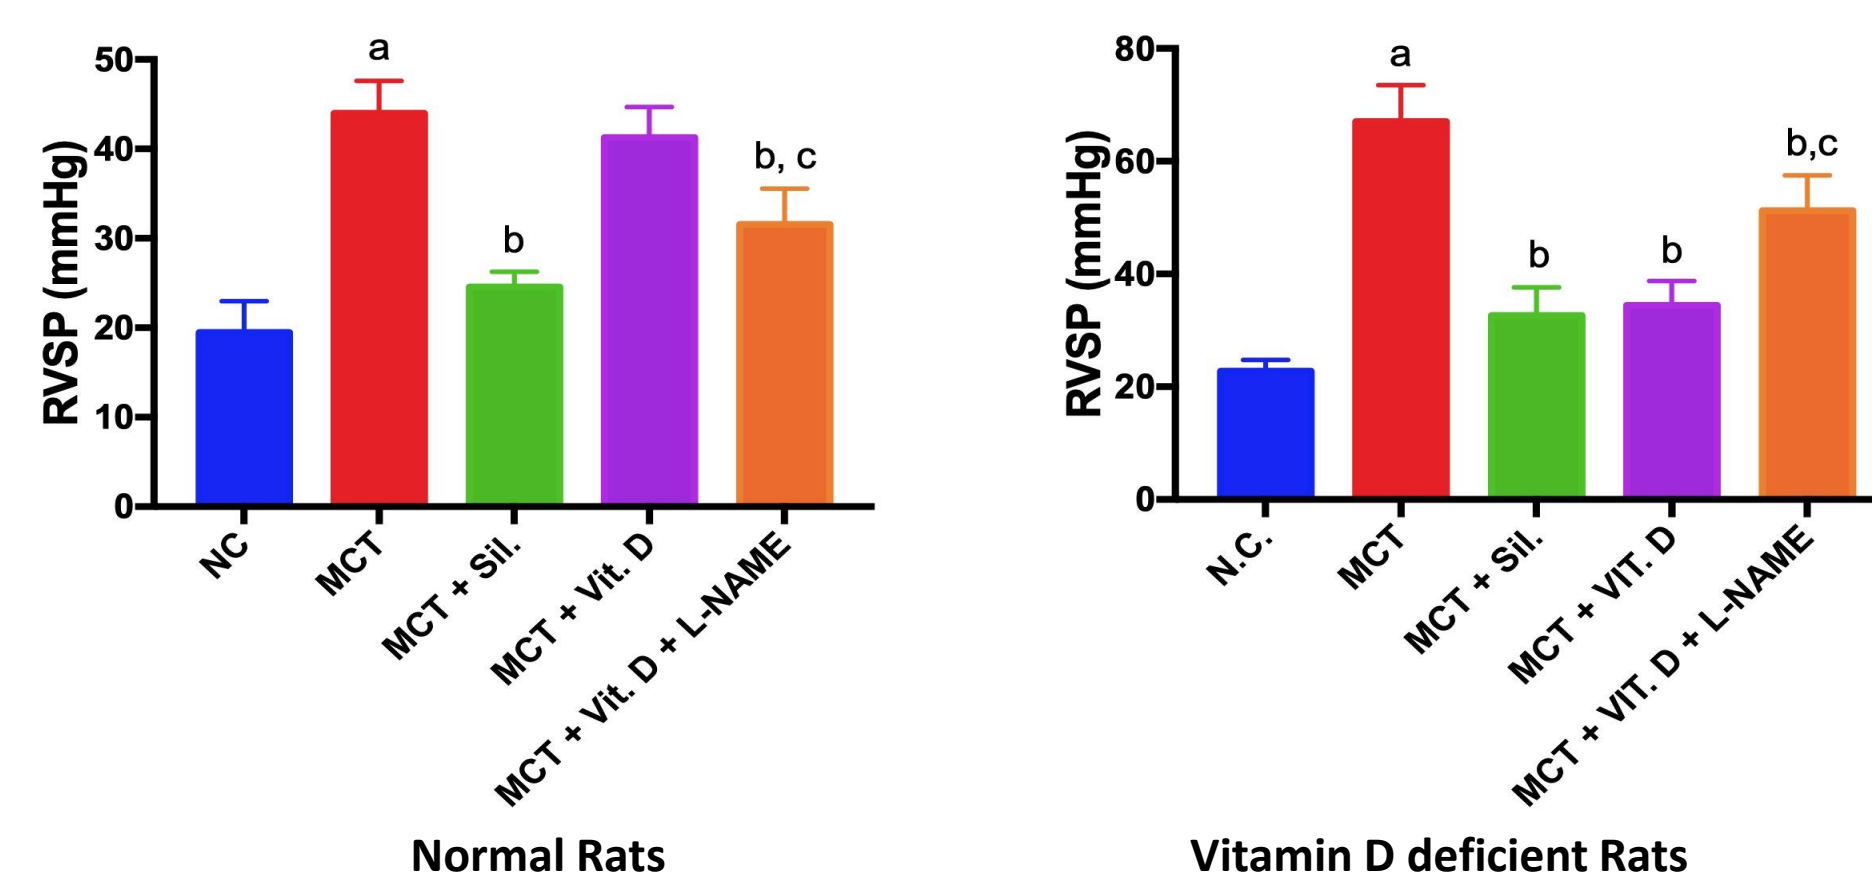 RVSP (mmHg)
50
40
30
20
10
0
a
b
b, c
NC
MCT
MCT + Sil.
MCT + Vit. D
MCT + Vit. D + L-NAME
Normal Rats
RVSP (mmHg)
80
60
40
20
0
a
b
b
b,c
N.C.
MCT
MCT + Sil.
MCT + VIT. D
MCT + VIT. D + L-NAME
Vitamin D deficient Rats